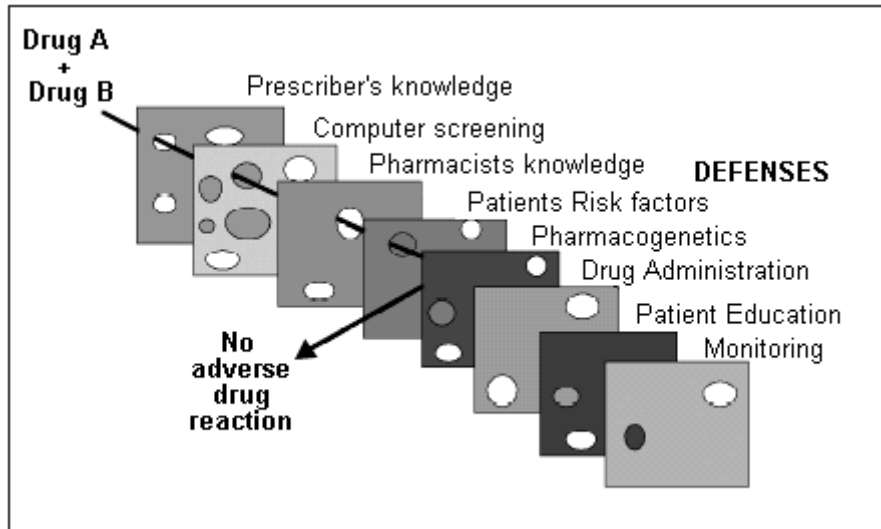 Drug A
+
Drug B
Prescriber's knowledge
Computer screening
Pharmacists knowledge
DEFENSES
Patients Risk factors
Pharmacogenetics
Drug Administration
Patient Education
Monitoring
No
adverse
drug
reaction